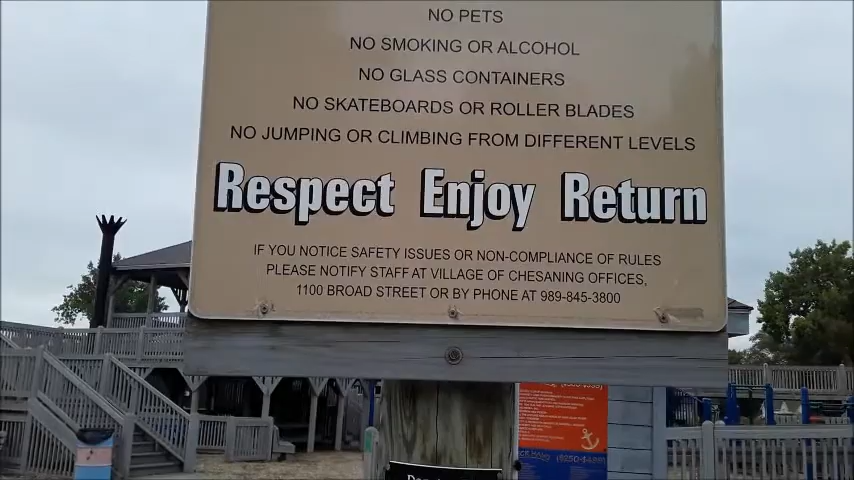 NO PETS
NO SMOKING OR ALCOHOL
NO GLASS CONTAINERS
NO SKATEBOARDS OR ROLLER BLADES
NO JUMPING OR CLIMBING FROM DIFFERENT LEVELS
Respect Enjoy Return
IF YOU NOTICE SAFETY ISSUES OR NON-COMPLIANCE OF RULES
PLEASE NOTIFY STAFF AT VILLAGE OF CHESANING OFFICES,
1100 BROAD STREET OR BY PHONE AT 989-845-3800